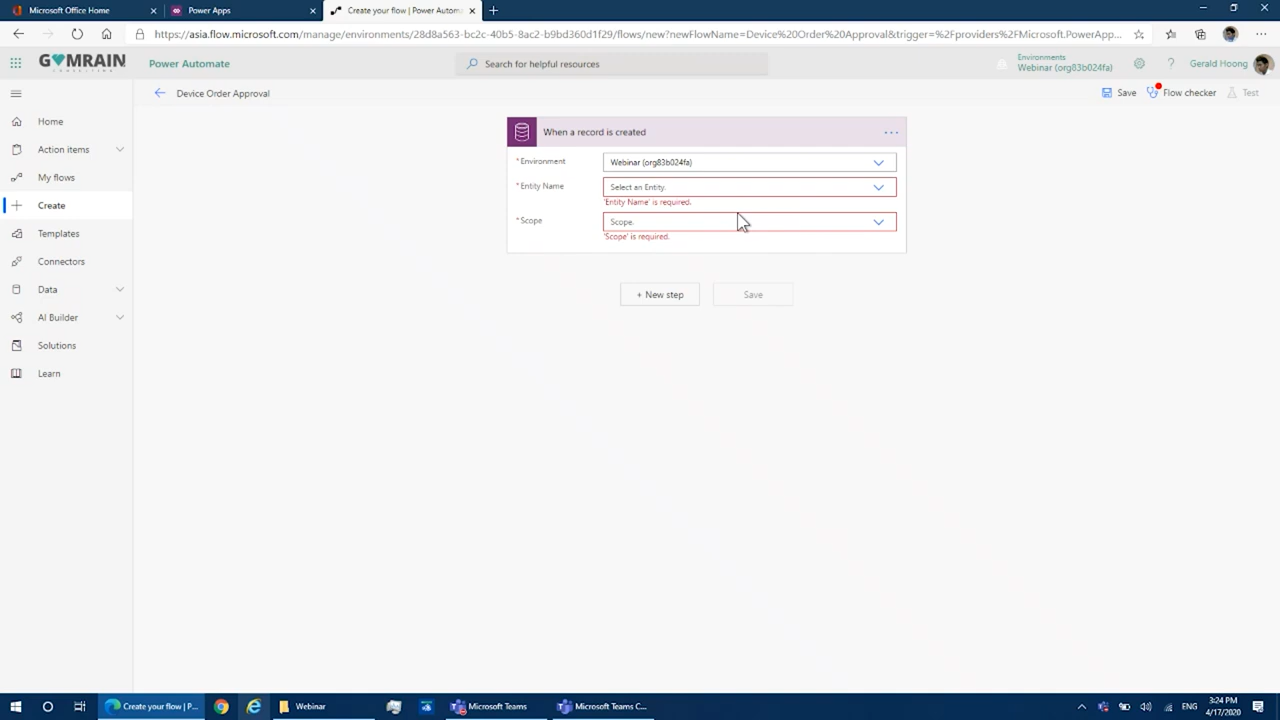 Microsoft Office Home
Power Apps
Create your flow | Power Automa
https://asia.flow.microsoft.com/manage/environments/28d8a563-bc2c-40b5-8ac2-b9bd360d1f29/flows/new?newFlowName=Device%20Order%20Approval&trigger=%2Fproviders%2FMicrosoft.PowerApp...
GOMRAIN
CONSULTING
Power Automate
Search for helpful resources
Environments
Webinar (org83b024fa)
?
Gerald Hoong
Device Order Approval
Save
Flow checker
Test
Home
Action items
My flows
Create
Templates
Connectors
Data
AI Builder
Solutions
Learn
When a record is created
...
* Environment
Webinar (org83b024fa)
* Entity Name
Select an Entity.
'Entity Name' is required.
* Scope
Scope.
'Scope' is required.
+ New step
Save
Create your flow | P...
Webinar
Microsoft Teams
Microsoft Teams C...
ENG
3:24 PM
4/17/2020